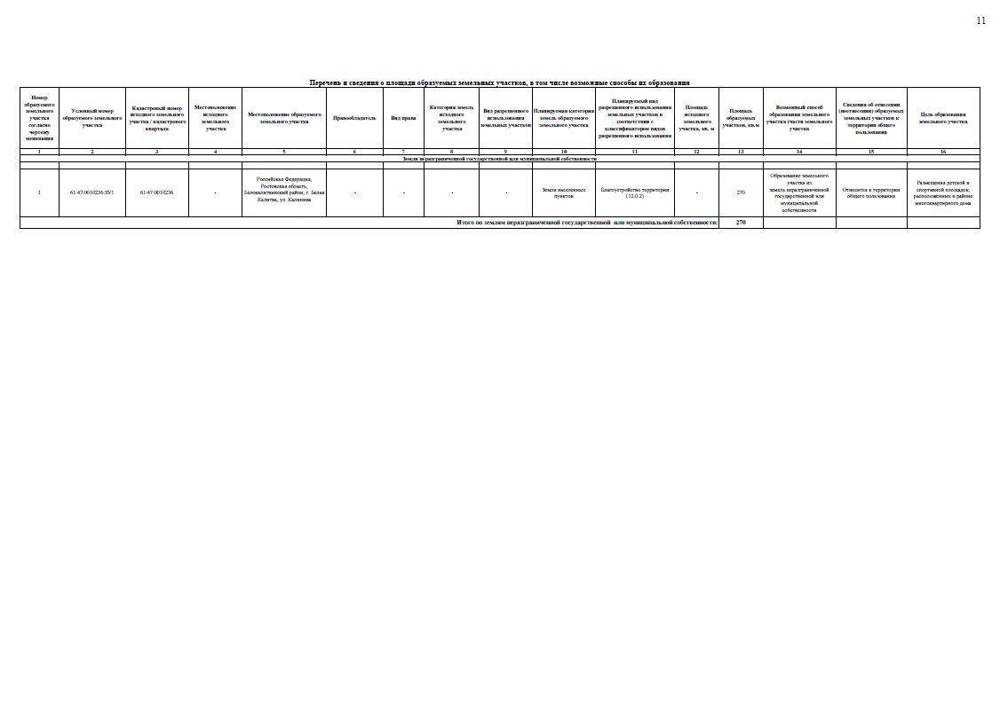 11
Перечень и сведения о площади образуемых земельных участков, в том числе возможные способы их образования
Номер
образуемого
земельного
участка
согласно
чертежу
межевания
Условный номер
образуемого земельного
участка
Кадастровый номер
исходного земельного
участка / кадастрового
квартала
Местоположение
исходного
земельного
участка
Местоположение образуемого
земельного участка
Правообладатель
Вид права
Категория земель
исходного
земельного
участка
Вид разрешенного
использования
земельных участков
Планируемая категория
земель образуемого
земельного участка
Планируемый вид
разрешенного использования
земельных участков в
соответствии с
классификатором видов
разрешенного использования
Площадь
исходного
земельного
участка, кв. м
Площадь
образуемых
участков, кв.м
Возможный способ
образования земельного
участка (части земельного
участка
Сведения об отнесении
(неотнесении) образуемых
земельных участков к
территории общего
пользования
Цель образования
земельного участка
1 2 3 4 5 6 7 8 9 10 11 12 13 14 15 16
Земли неразграниченной государственной или муниципальной собственности
1
61:47:0010236:ЗУ1
61:47:0010236
-
Российская Федерация,
Ростовская область,
Белокалитвинский район, г. Белая
Калитва, ул. Калинина
-
-
-
-
Земли населенных
пунктов
Благоустройство территории
(12.0.2)
-
270
Образование земельного
участка из
земель неразграниченной
государственной или
муниципальной
собственности
Относится к территории
общего пользования
Размещения детской и
спортивной площадок,
расположенных в районе
многоквартирного дома
Итого по землям неразграниченной государственной или муниципальной собственности: 270